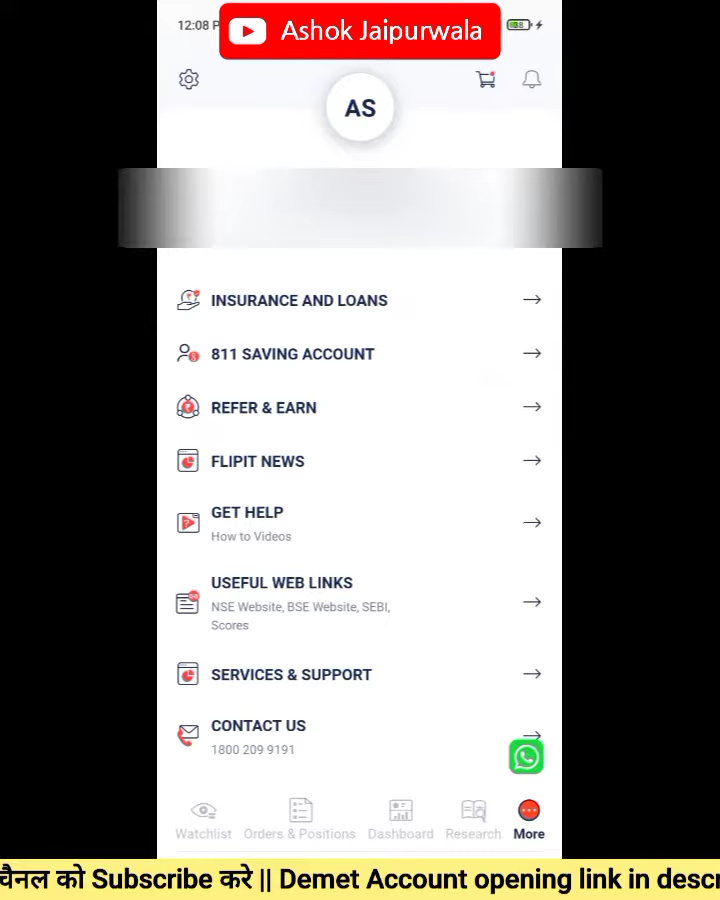 12:08 P
Ashok Jaipurwala
AS
INSURANCE AND LOANS
811 SAVING ACCOUNT
REFER & EARN
FLIPIT NEWS
GET HELP
How to Videos
USEFUL WEB LINKS
NSE Website, BSE Website, SEBI,
Scores
SERVICES & SUPPORT
CONTACT US
1800 209 9191
Watchlist Orders & Positions Dashboard Research More
चैनल को Subscribe करे || Demet Account opening link in descr